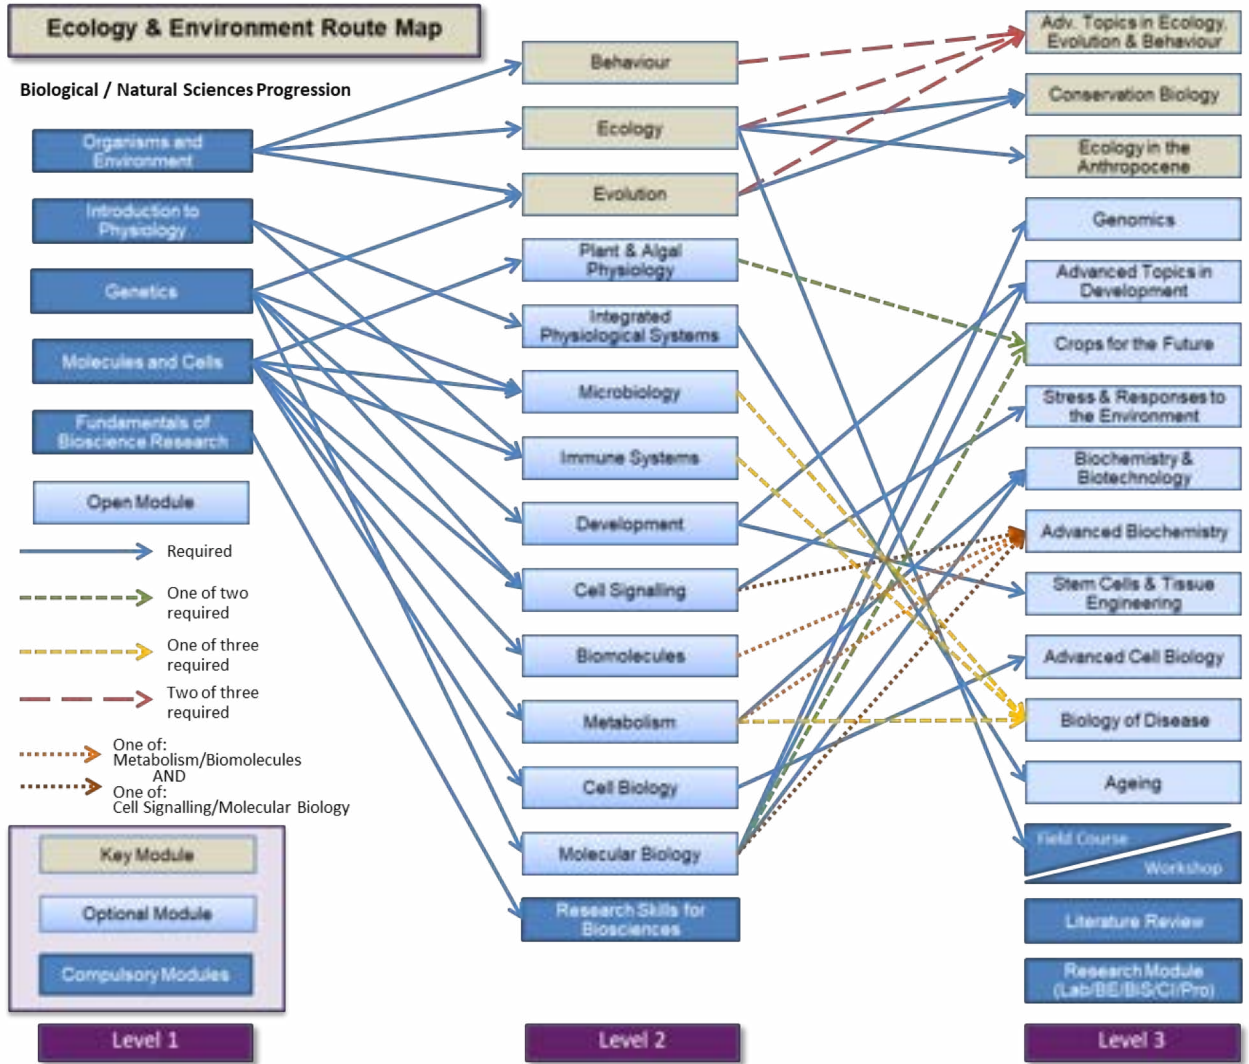 Ecology & Environment Route Map
Biological / Natural Sciences Progression
Organisms and
Environment
Introduction to
Physiology
Genetics
Molecules and Cells
Fundamentals of
Bioscience Research
Open Module
Required
One of two
required
One of three
required
Two of three
required
One of:
Metabolism/Biomolecules
AND
One of:
Cell Signalling/Molecular Biology
Key Module
Optional Module
Compulsory Modules
Level 1
Behaviour
Ecology
Evolution
Plant & Algal
Physiology
Integrated
Physiological Systems
Microbiology
Immune Systems
Development
Cell Signalling
Biomolecules
Metabolism
Cell Biology
Molecular Biology
Research Skills for
Biosciences
Level 2
Adv. Topics in Ecology,
Evolution & Behaviour
Conservation Biology
Ecology in the
Anthropocene
Genomics
Advanced Topics in
Development
Crops for the Future
Stress & Responses to
the Environment
Biochemistry &
Biotechnology
Advanced Biochemistry
Stem Cells & Tissue
Engineering
Advanced Cell Biology
Biology of Disease
Ageing
Field Course
Workshop
Literature Review
Research Module
(Lab/BE/BiS/CI/Pro)
Level 3